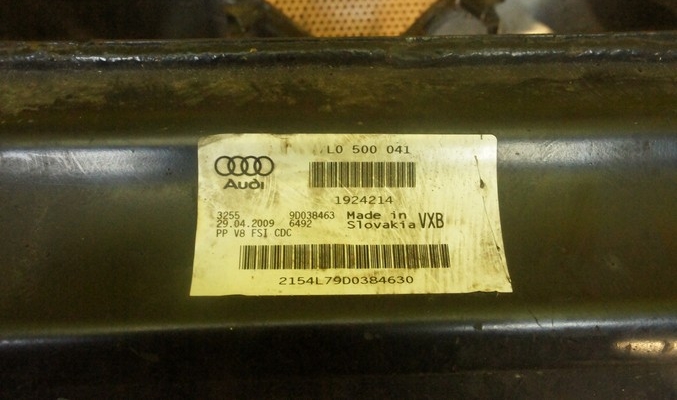 L0 500 041
Audi
1924214
3255 9D038463 Made in
29.04.2009 6492 Slovakia VXB
PP V8 FSI CDC
2154L79D0384630